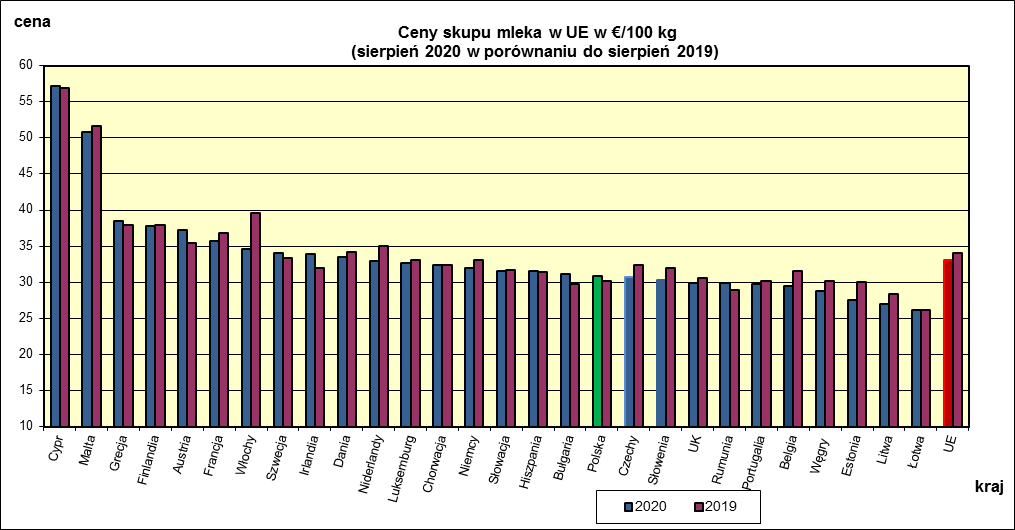 cena
Ceny skupu mleka w UE w €/100 kg
(sierpień 2020 w porównaniu do sierpień 2019)
60
55
50
45
40
35
30
25
20
15
10
Cypr
Malta
Grecja
Finlandia
Austria
Francja
Włochy
Szwecja
Irlandia
Dania
Niderlandy
Luksemburg
Chorwacja
Niemcy
Słowacja
Hiszpania
Bułgaria
Polska
Czechy
Słowenia
UK
Rumunia
Portugalia
Belgia
Węgry
Estonia
Litwa
Łotwa
UE
kraj
2020
2019